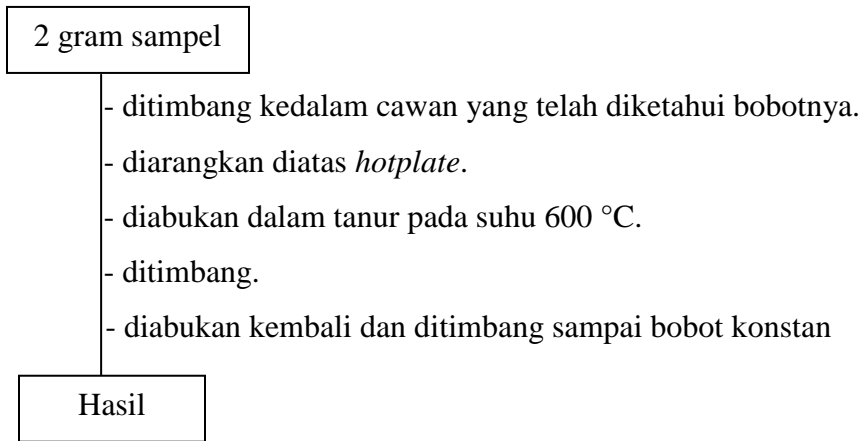 2 gram sampel
- ditimbang kedalam cawan yang telah diketahui bobotnya.
- diarangkan diatas hotplate.
- diabukan dalam tanur pada suhu 600 °C.
- ditimbang.
- diabukan kembali dan ditimbang sampai bobot konstan
Hasil